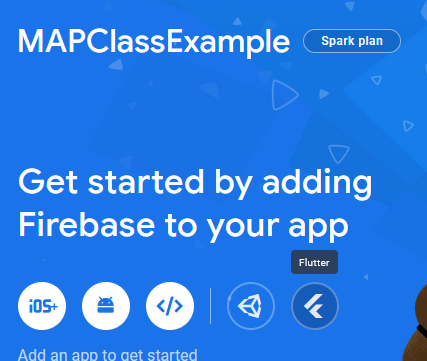 MAPClassExample
Spark plan
Get started by adding
Firebase to your app
Flutter
iOS+
Add an app to get started